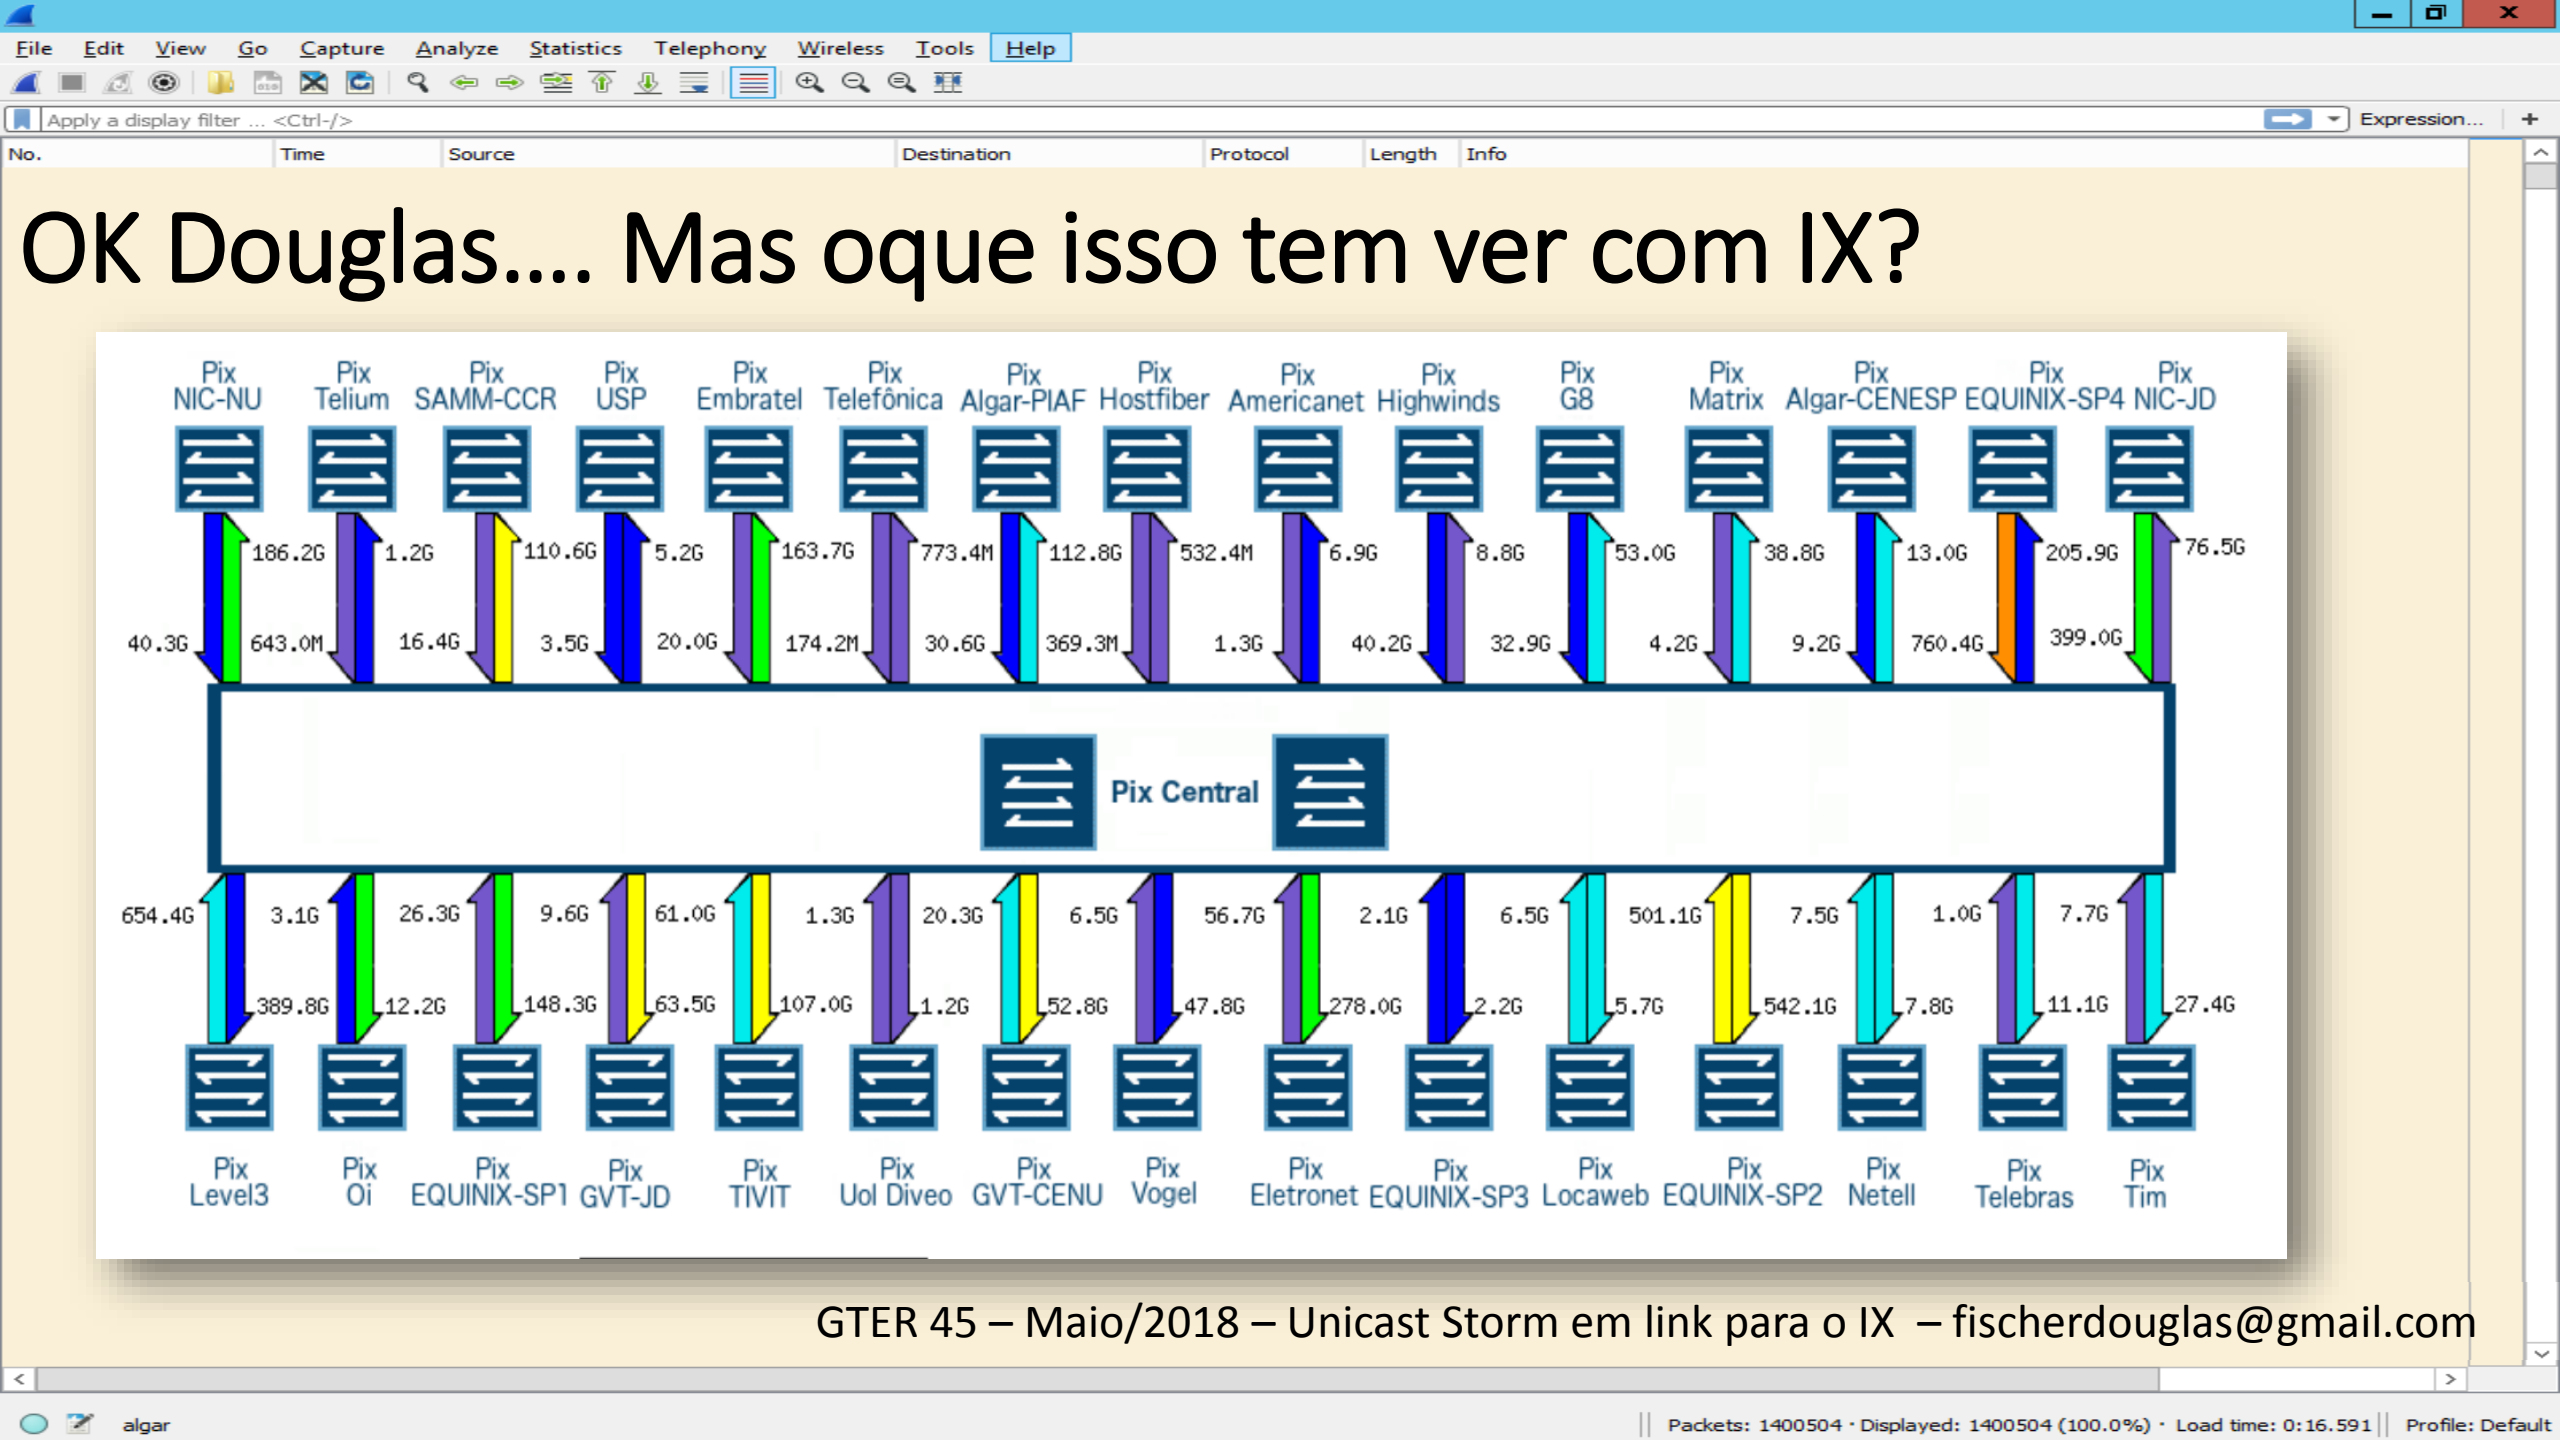 File Edit View Go Capture Analyze Statistics Telephony Wireless Tools Help
Apply a display filter ... <Ctrl-/>
Expression... +
No. Time Source Destination Protocol Length Info
OK Douglas.... Mas oque isso tem ver com IX?
Pix NIC-NU
Pix Telium
Pix SAMM-CCR
Pix USP
Pix Embratel
Pix Telefônica
Pix Algar-PIAF
Pix Hostfiber
Pix Americanet
Pix Highwinds
Pix G8
Pix Matrix
Pix Algar-CENESP
Pix EQUINIX-SP4
Pix NIC-JD
186.2G 1.2G 110.6G 5.2G 163.7G 773.4M 112.8G 532.4M 6.9G 8.8G 53.0G 38.8G 13.0G 205.9G 76.5G
40.3G 643.0M 16.4G 3.5G 20.0G 174.2M 30.6G 369.3M 1.3G 40.2G 32.9G 4.2G 9.2G 760.4G 399.0G
Pix Central
654.4G 3.1G 26.3G 9.6G 61.0G 1.3G 20.3G 6.5G 56.7G 2.1G 6.5G 501.1G 7.5G 1.0G 7.7G
389.8G 12.2G 148.3G 63.5G 107.0G 1.2G 52.8G 47.8G 278.0G 2.2G 5.7G 542.1G 7.8G 11.1G 27.4G
Pix Level3
Pix Oi
Pix EQUINIX-SP1
Pix GVT-JD
Pix TIVIT
Pix Uol Diveo
Pix GVT-CENU
Pix Vogel
Pix Eletronet
Pix EQUINIX-SP3
Pix Locaweb
Pix EQUINIX-SP2
Pix Netell
Pix Telebras
Pix Tim
GTER 45 – Maio/2018 – Unicast Storm em link para o IX – fischerdouglas@gmail.com
algar
Packets: 1400504 · Displayed: 1400504 (100.0%) · Load time: 0:16.591
Profile: Default